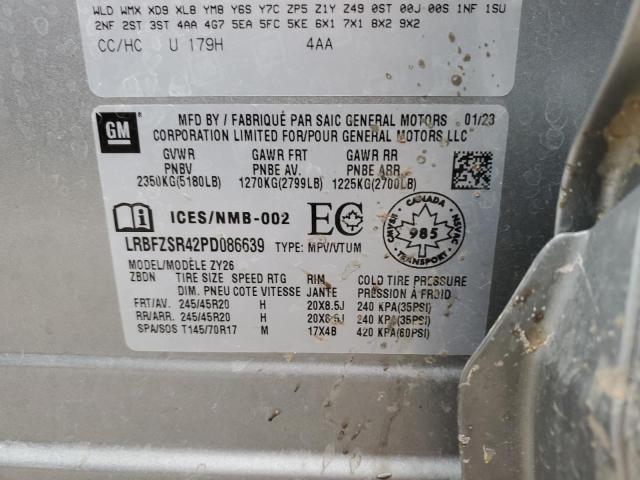 WLD WMX XD9 XL8 YM8 Y6S Y7C ZP5 Z1Y Z49 0ST 00J 00S 1NF 1SU
2NF 2ST 3ST 4AA 4G7 5EA 5FC 5KE 6X1 7X1 8X2 9X2
CC/HC U 179H 4AA
GM
MFD BY / FABRIQUÉ PAR SAIC GENERAL MOTORS 01/23
CORPORATION LIMITED FOR/POUR GENERAL MOTORS LLC
GVWR GAWR FRT GAWR RR
PNBV PNBE AV. PNBE ARR.
2350KG(5180LB) 1270KG(2799LB) 1225KG(2700LB)
i ICES/NMB-002 EC
CANADA
CMVSS NSVAC
985
TRANSPORT
LRBFZSR42PD086639 TYPE: MPV/VTUM
MODEL/MODÈLE ZY26
ZBDN TIRE SIZE SPEED RTG RIM COLD TIRE PRESSURE
DIM. PNEU COTE VITESSE JANTE PRESSION À FROID
FRT/AV. 245/45R20 H 20X8.5J 240 KPA(35PSI)
RR/ARR. 245/45R20 H 20X8.5J 240 KPA(35PSI)
SPA/SOS T145/70R17 M 17X4B 420 KPA(60PSI)